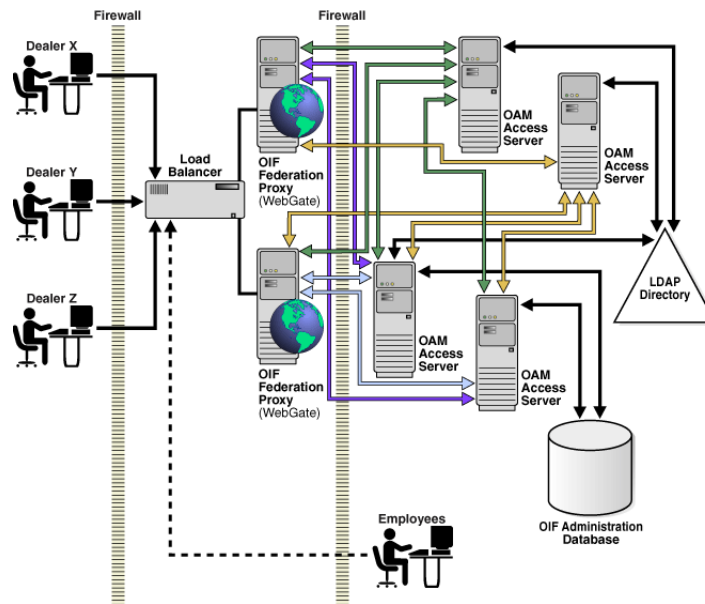 Firewall
Firewall
Dealer X
Dealer Y
Dealer Z
Load
Balancer
OIF
Federation
Proxy
(WebGate)
OIF
Federation
Proxy
(WebGate)
OAM
Access
Server
OAM
Access
Server
OAM
Access
Server
OAM
Access
Server
LDAP
Directory
OIF Administration
Database
Employees